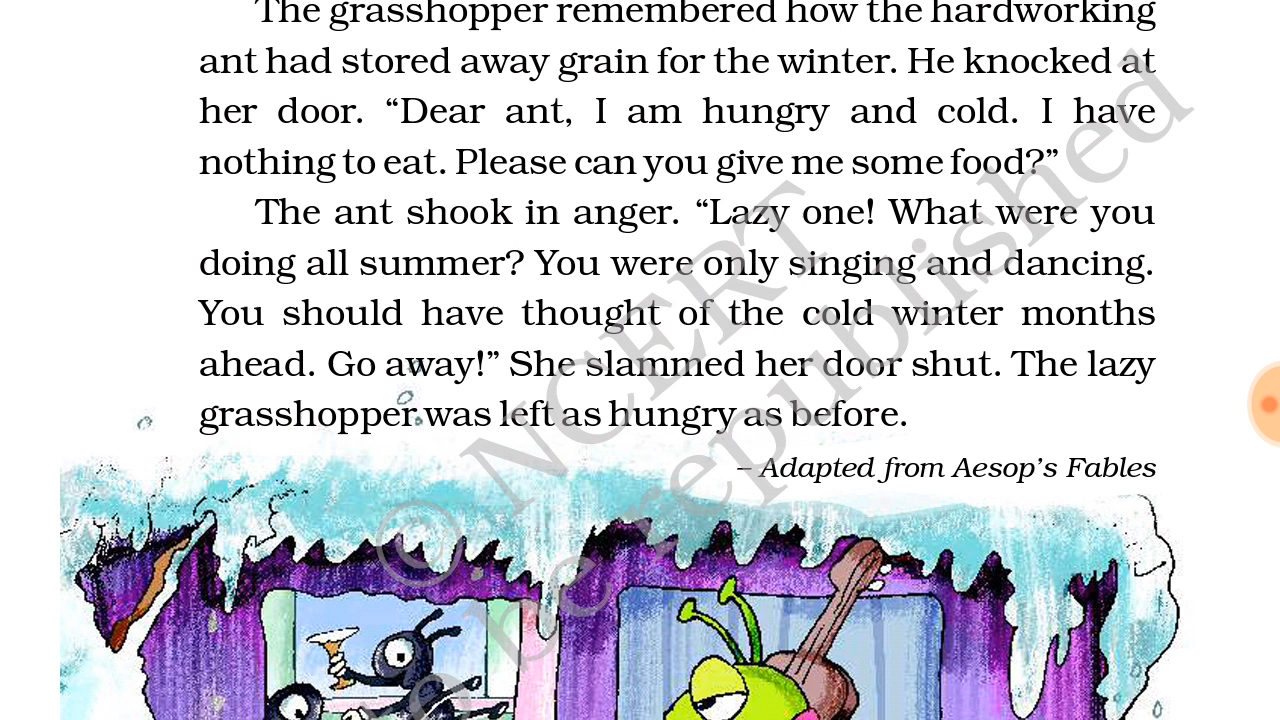 The grasshopper remembered how the hardworking
ant had stored away grain for the winter. He knocked at
her door. “Dear ant, I am hungry and cold. I have
nothing to eat. Please can you give me some food?”
The ant shook in anger. “Lazy one! What were you
doing all summer? You were only singing and dancing.
You should have thought of the cold winter months
ahead. Go away!” She slammed her door shut. The lazy
grasshopper was left as hungry as before.
– Adapted from Aesop's Fables
© NCERT
be republished